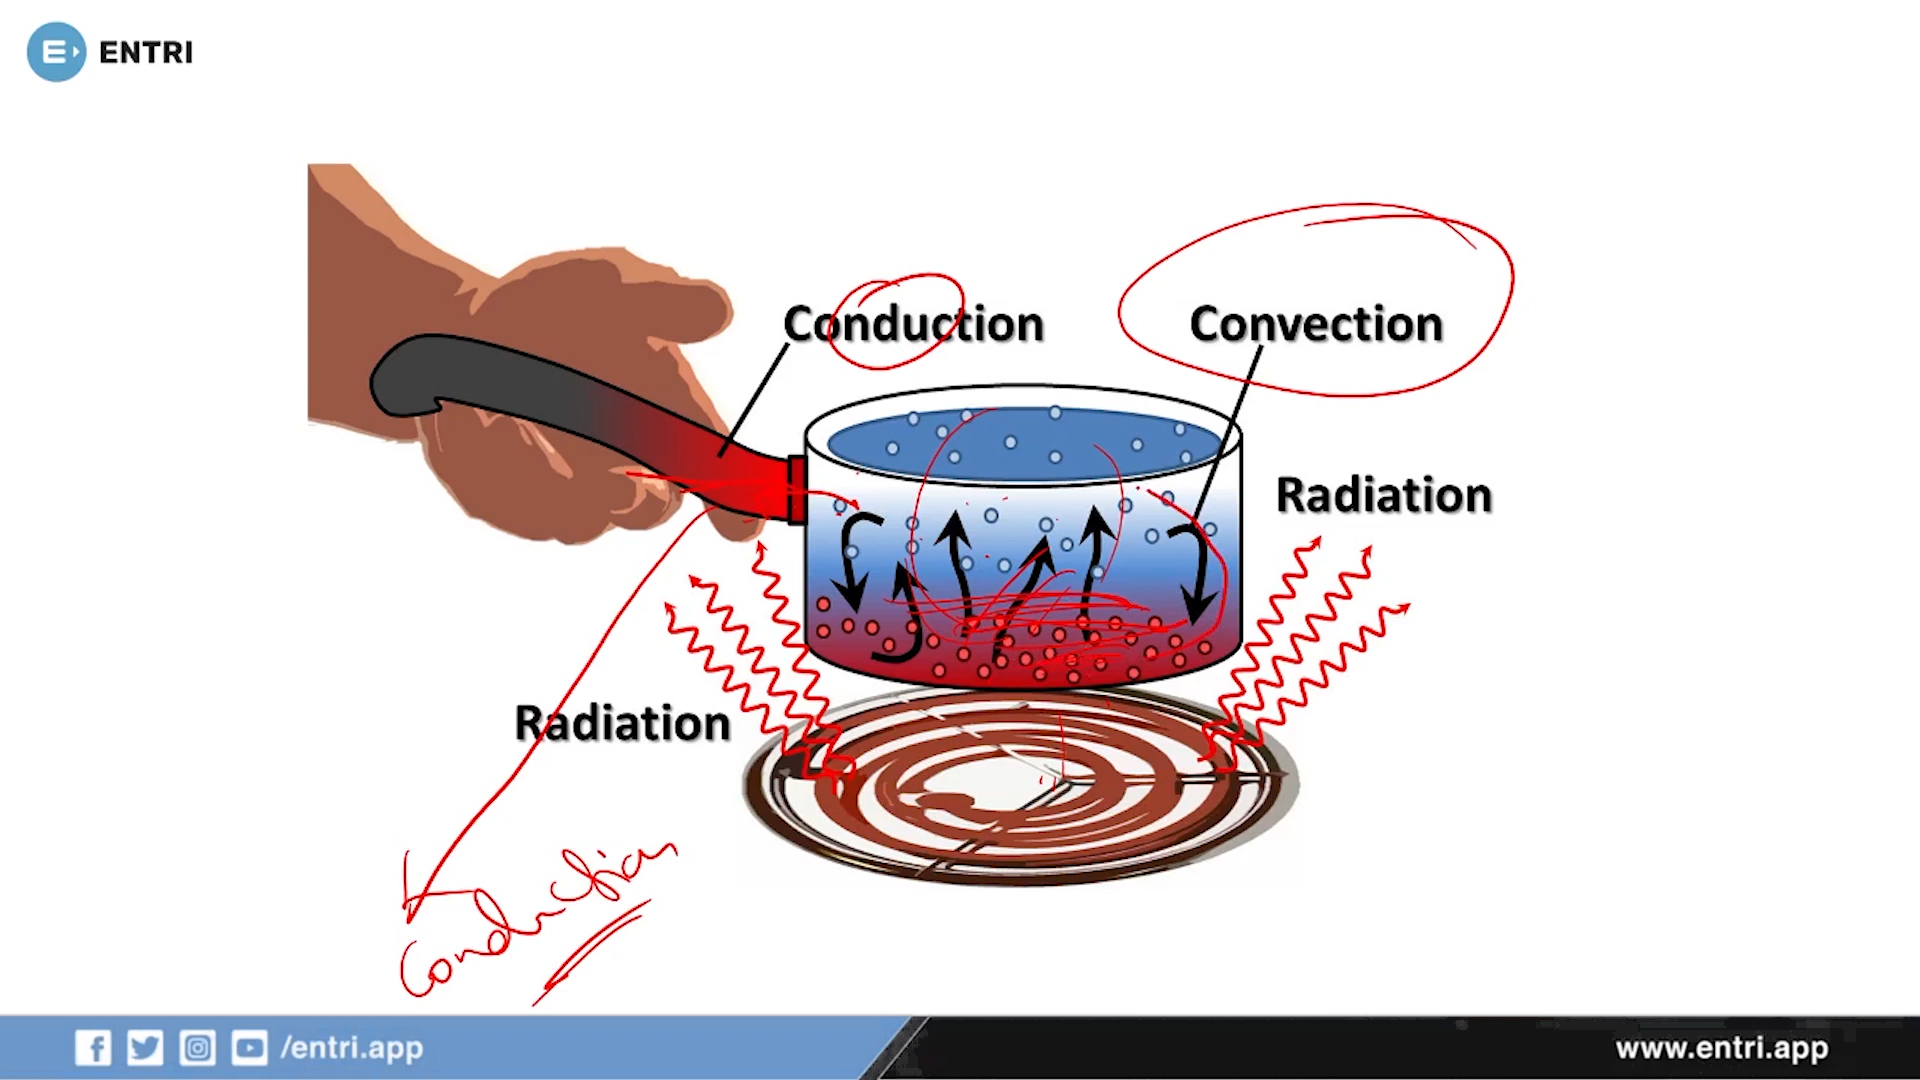 ENTRI
Conduction
Convection
Radiation
Radiation
Conduction
/entri.app
www.entri.app